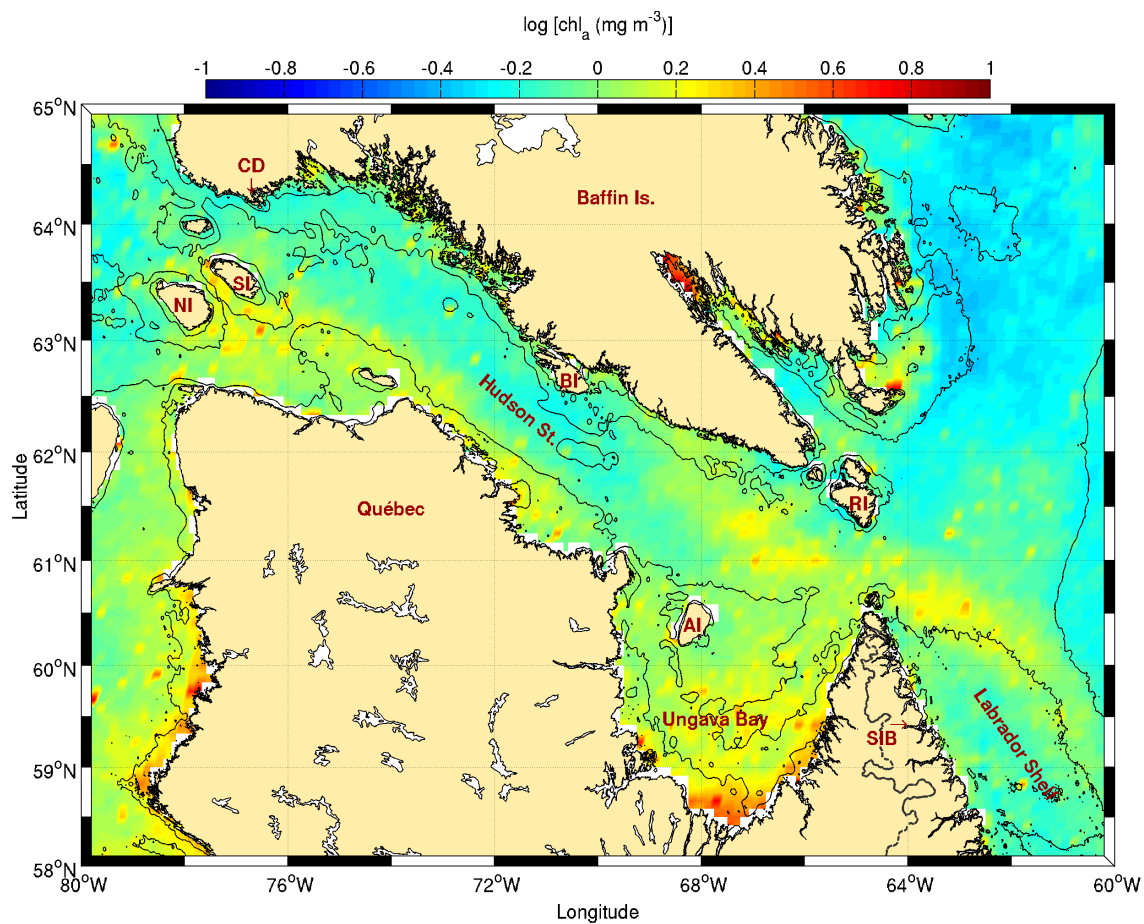 log [chl_a (mg m^-3)]
-1 -0.8 -0.6 -0.4 -0.2 0 0.2 0.4 0.6 0.8 1
65°N
CD
Baffin Is.
64°N
SI
NI
63°N
BI
Hudson St.
62°N
RI
Québec
61°N
AI
60°N
Ungava Bay
SIB
Labrador Shelf
59°N
58°N
80°W 76°W 72°W 68°W 64°W 60°W
Longitude
Latitude